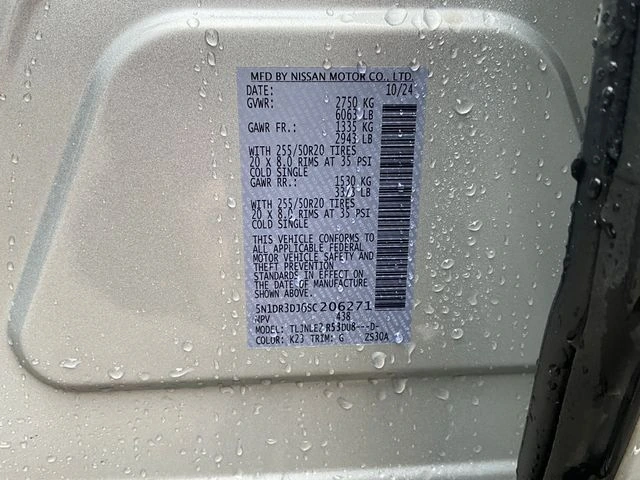 MFD BY NISSAN MOTOR CO., LTD.
DATE: 10/24
GVWR: 2750 KG
6063 LB
GAWR FR.: 1335 KG
2943 LB
WITH 255/50R20 TIRES
20 X 8.0 RIMS AT 35 PSI
COLD SINGLE
GAWR RR.: 1530 KG
3373 LB
WITH 255/50R20 TIRES
20 X 8.0 RIMS AT 35 PSI
COLD SINGLE
THIS VEHICLE CONFORMS TO
ALL APPLICABLE FEDERAL
MOTOR VEHICLE SAFETY AND
THEFT PREVENTION
STANDARDS IN EFFECT ON
THE DATE OF MANUFACTURE
SHOWN ABOVE.
5N1DR3DJ6SC206271
MPV 438
MODEL: TLJNLEZ R53DU8---D-
COLOR: K23 TRIM: G ZS30A